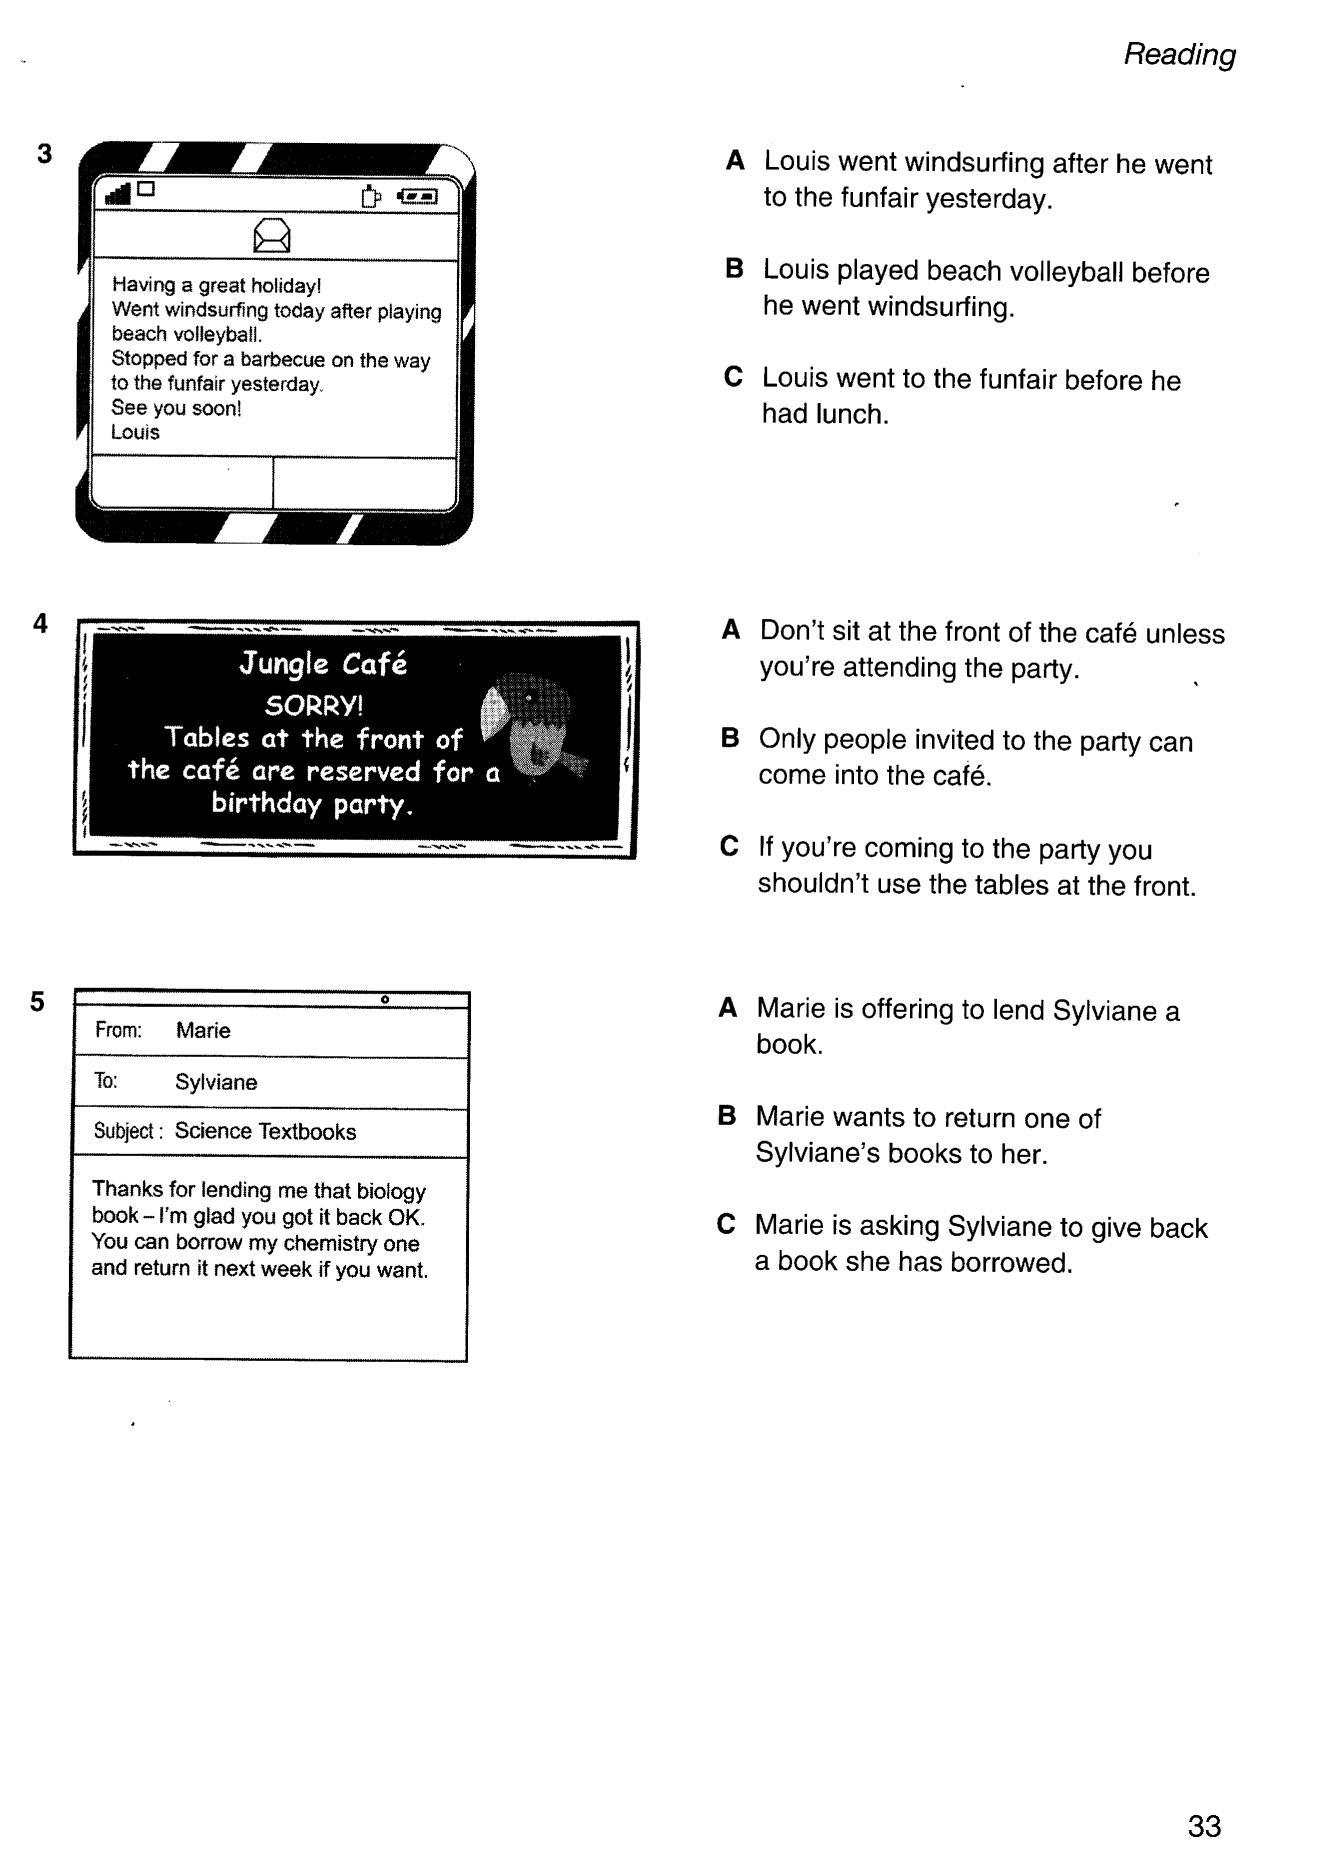 Reading
3
Having a great holiday!
Went windsurfing today after playing
beach volleyball.
Stopped for a barbecue on the way
to the funfair yesterday.
See you soon!
Louis
A Louis went windsurfing after he went
to the funfair yesterday.
B Louis played beach volleyball before
he went windsurfing.
C Louis went to the funfair before he
had lunch.
4
Jungle Café
SORRY!
Tables at the front of
the café are reserved for a
birthday party.
A Don't sit at the front of the café unless
you're attending the party.
B Only people invited to the party can
come into the café.
C If you're coming to the party you
shouldn't use the tables at the front.
5
From: Marie
To: Sylviane
Subject : Science Textbooks
Thanks for lending me that biology
book – I'm glad you got it back OK.
You can borrow my chemistry one
and return it next week if you want.
A Marie is offering to lend Sylviane a
book.
B Marie wants to return one of
Sylviane's books to her.
C Marie is asking Sylviane to give back
a book she has borrowed.
33